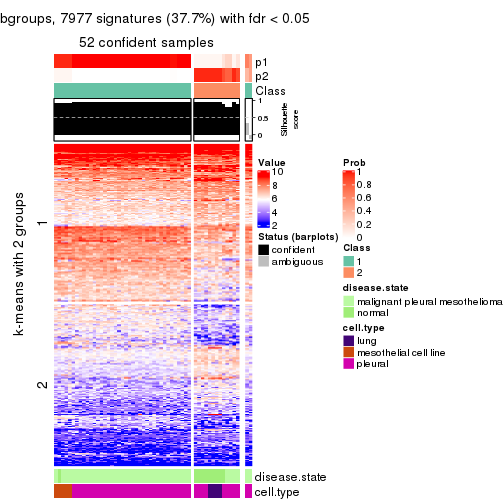 bgroups, 7977 signatures (37.7%) with fdr < 0.05
52 confident samples
p1
p2
Class
1
0.5
0
Silhouette
score
k-means with 2 groups
1
2
Value
10
8
6
4
2
Status (barplots)
confident
ambiguous
Prob
1
0.8
0.6
0.4
0.2
0
Class
1
2
disease.state
malignant pleural mesothelioma
normal
cell.type
lung
mesothelial cell line
pleural
disease.state
cell.type